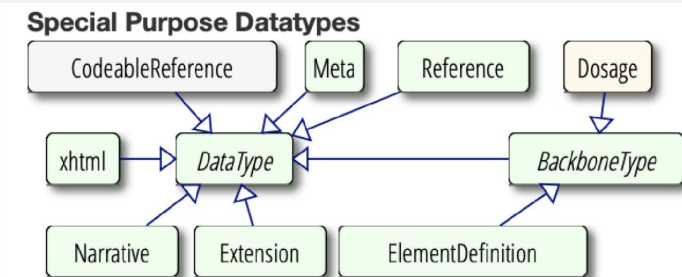 Special Purpose Datatypes
CodeableReference
Meta
Reference
Dosage
xhtml
DataType
BackboneType
Narrative
Extension
ElementDefinition